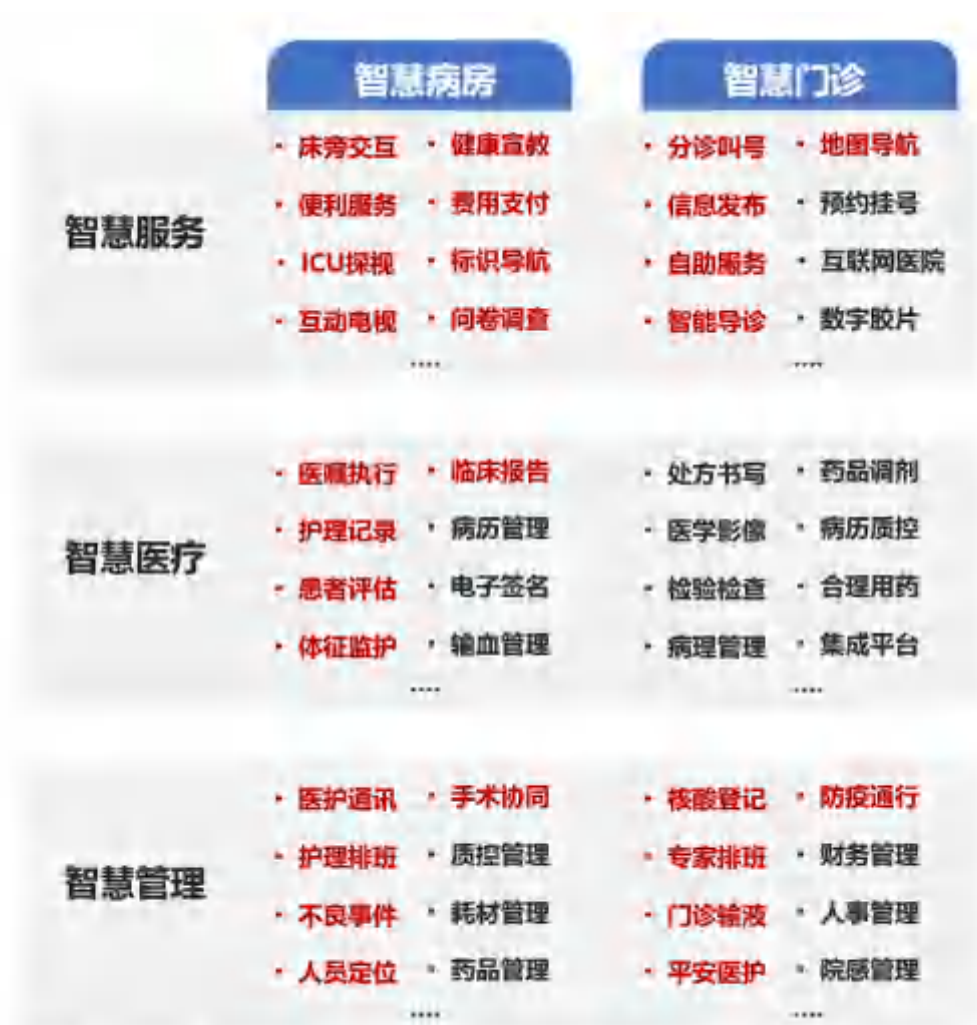 智慧病房 智慧门诊
· 床旁交互 · 健康宣教 · 分诊叫号 · 地图导航
· 便利服务 · 费用支付 · 信息发布 · 预约挂号
智慧服务
· ICU探视 · 标识导航 · 自助服务 · 互联网医院
· 互动电视 · 问卷调查 · 智能导诊 · 数字胶片
.... ....
· 医嘱执行 · 临床报告 · 处方书写 · 药品调剂
· 护理记录 · 病历管理 · 医学影像 · 病历质控
智慧医疗
· 患者评估 · 电子签名 · 检验检查 · 合理用药
· 体征监护 · 输血管理 · 病理管理 · 集成平台
.... ....
· 医护通讯 · 手术协同 · 核酸登记 · 防疫通行
· 护理排班 · 质控管理 · 专家排班 · 财务管理
智慧管理
· 不良事件 · 耗材管理 · 门诊输液 · 人事管理
· 人员定位 · 药品管理 · 平安医护 · 院感管理
.... ....